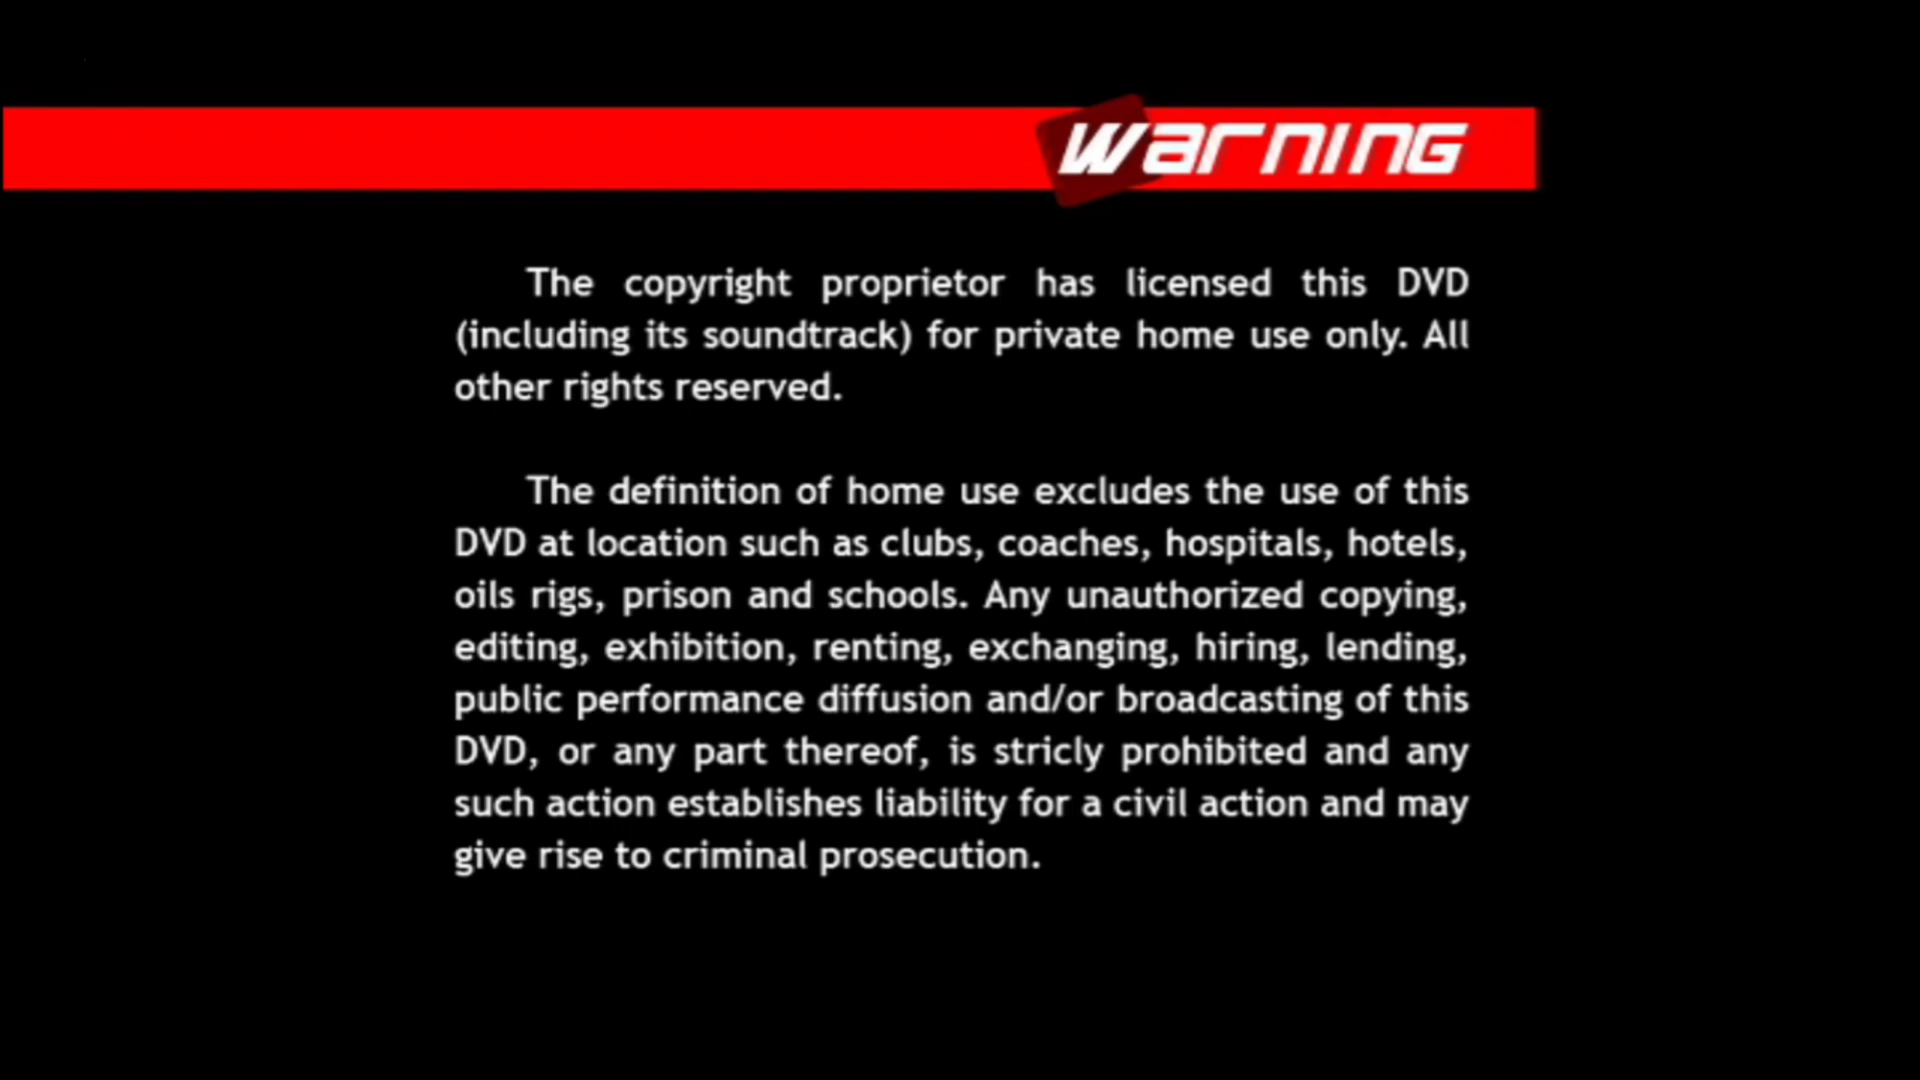 warning
The copyright proprietor has licensed this DVD
(including its soundtrack) for private home use only. All
other rights reserved.
The definition of home use excludes the use of this
DVD at location such as clubs, coaches, hospitals, hotels,
oils rigs, prison and schools. Any unauthorized copying,
editing, exhibition, renting, exchanging, hiring, lending,
public performance diffusion and/or broadcasting of this
DVD, or any part thereof, is stricly prohibited and any
such action establishes liability for a civil action and may
give rise to criminal prosecution.